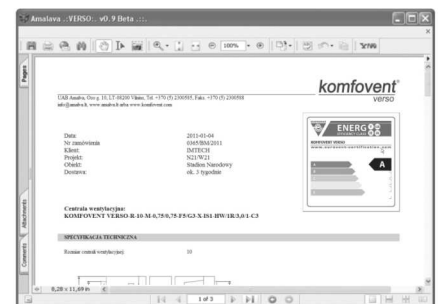 Amalava .::VERSO:. v0.9 Beta .::.
100%
Pages
komfovent
verso
UAB Amalva, Ozo g. 10, LT-08200 Vilnius, Tel. +370 (5) 2300585, Faks. +370 (5) 2300588
info@amalva.lt, www.amalva.lt arba www.komfovent.com
ENERG
KOMFOVENT VERSO
A
Data: 2011-01-04
Nr zamówienia 0365/BM/2011
Klient: IMTECH
Projekt: N21/W21
Obiekt: Stadion Narodowy
Dostawa: ok. 3 tygodnie
Centrala wentylacyjna:
KOMFOVENT VERSO-R-10-M-0,75/0,75-F5/G3-X-IS1-HW/1R/3,0/1-C3
SPECYFIKACJA TECHNICZNA
Rozmiar centrali wentylacyjnej: 10
Attachments
Comments
8,28 x 11,69 in
1 of 3